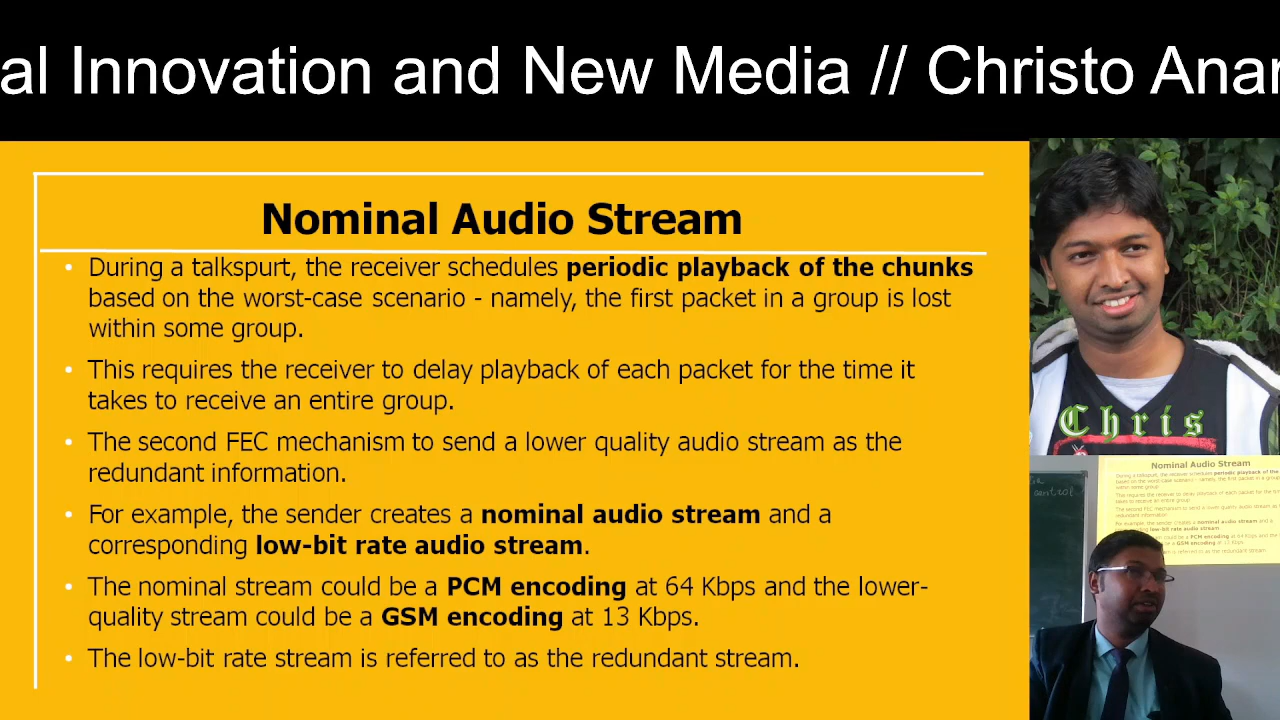 al Innovation and New Media // Christo Anan
Nominal Audio Stream
• During a talkspurt, the receiver schedules periodic playback of the chunks
based on the worst-case scenario - namely, the first packet in a group is lost
within some group.
• This requires the receiver to delay playback of each packet for the time it
takes to receive an entire group.
• The second FEC mechanism to send a lower quality audio stream as the
redundant information.
• For example, the sender creates a nominal audio stream and a
corresponding low-bit rate audio stream.
• The nominal stream could be a PCM encoding at 64 Kbps and the lower-
quality stream could be a GSM encoding at 13 Kbps.
• The low-bit rate stream is referred to as the redundant stream.
Chris
Nominal Audio Stream